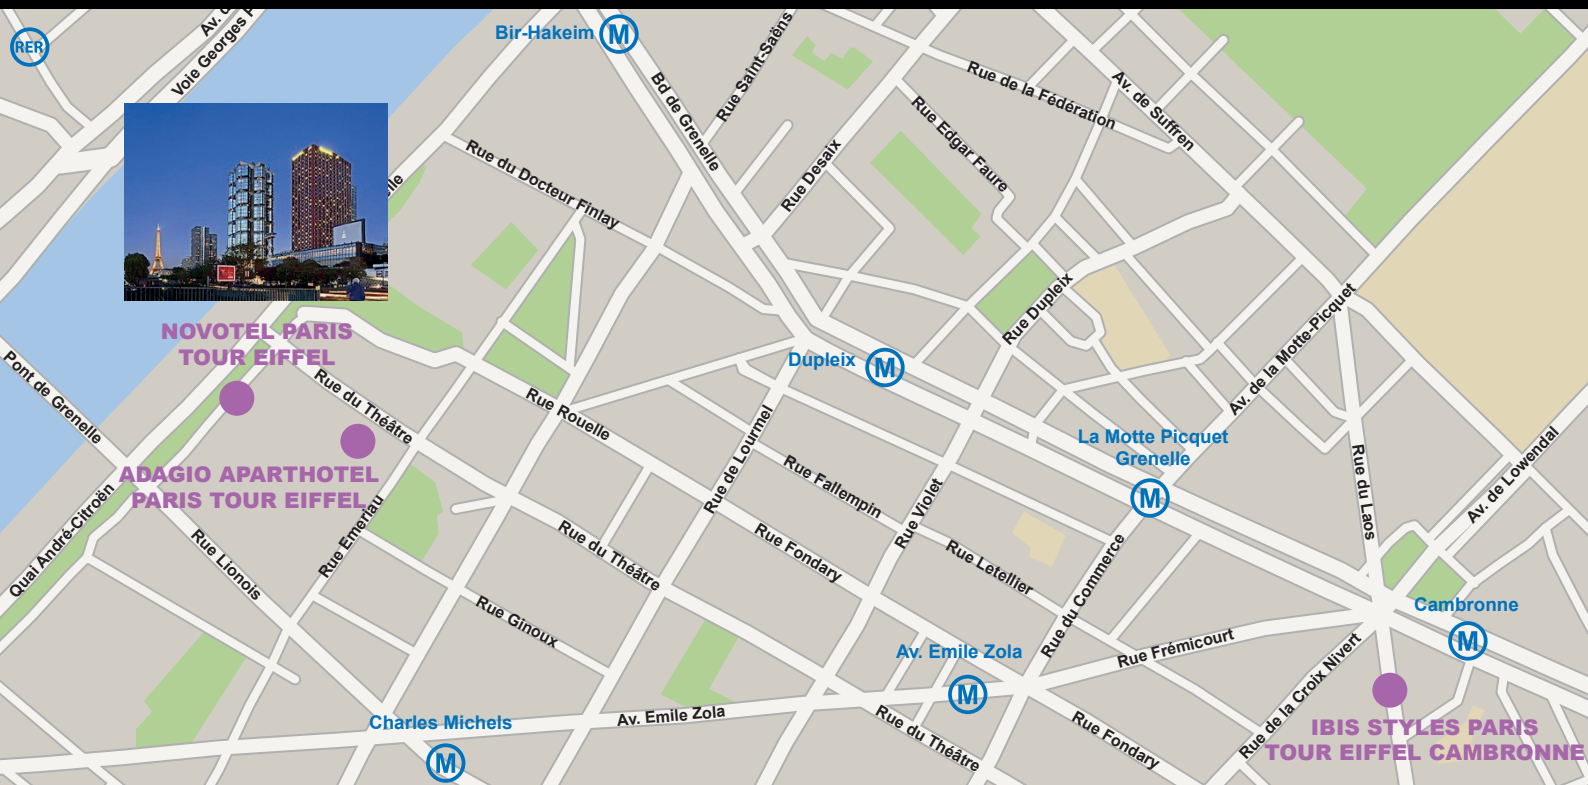 RER
Voie Georges
Bir-Hakeim
M
Bd de Grenelle
Rue Saint-Saëns
Rue de la Fédération
Av. de Suffren
Rue Edgar Faure
Rue Desaix
Rue du Docteur Finlay
NOVOTEL PARIS
TOUR EIFFEL
Pont de Grenelle
Rue du Théâtre
Rue Rouelle
Rue Dupleix
Dupleix
M
Av. de la Motte-Picquet
La Motte Picquet
Grenelle
M
ADAGIO APARTHOTEL
PARIS TOUR EIFFEL
Quai André-Citroën
Rue Lionois
Rue Emeriau
Rue de Lourmel
Rue Fallempin
Rue Violet
Rue du Laos
Av. de Lowendal
Rue du Théâtre
Rue Fondary
Rue Letellier
Rue du Commerce
Rue Ginoux
Cambronne
M
Av. Emile Zola
M
Rue Frémicourt
Rue de la Croix Nivert
Charles Michels
M
Av. Emile Zola
Rue du Théâtre
Rue Fondary
IBIS STYLES PARIS
TOUR EIFFEL CAMBRONNE